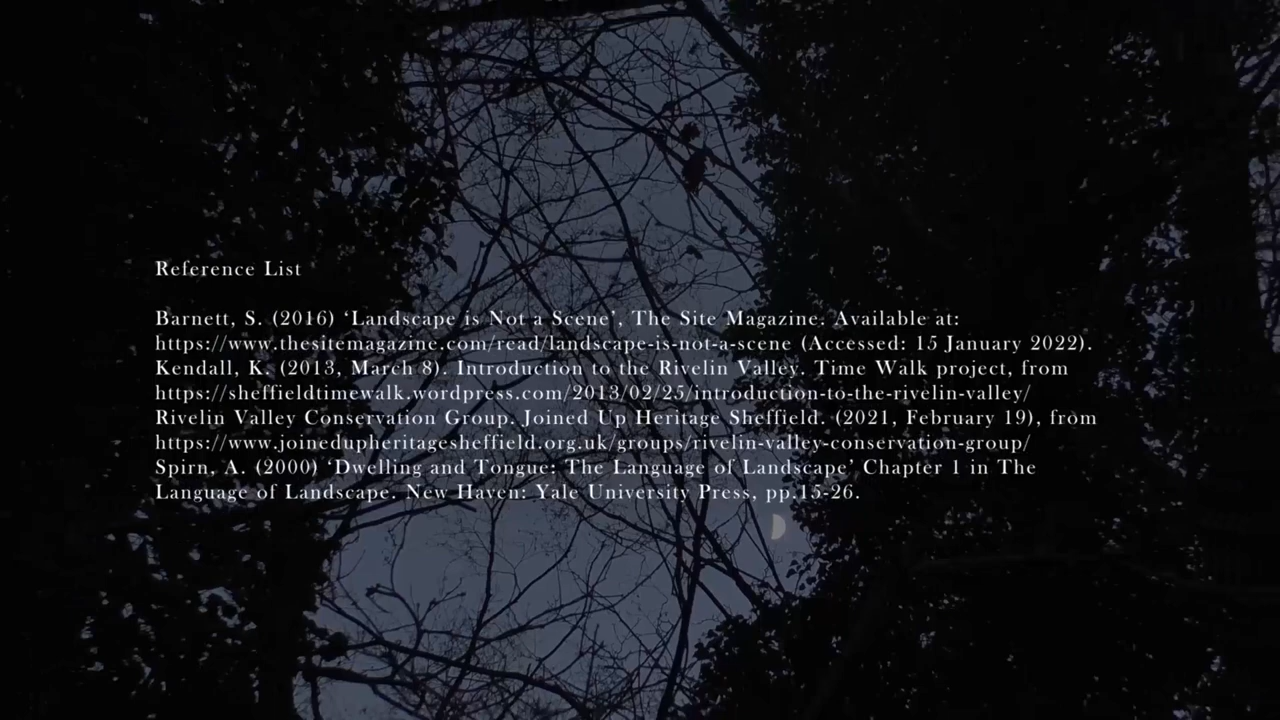 Reference List
Barnett, S. (2016) ‘Landscape is Not a Scene’, The Site Magazine. Available at:
https://www.thesitemagazine.com/read/landscape-is-not-a-scene (Accessed: 15 January 2022).
Kendall, K. (2013, March 8). Introduction to the Rivelin Valley. Time Walk project, from
https://sheffieldtimewalk.wordpress.com/2013/02/25/introduction-to-the-rivelin-valley/
Rivelin Valley Conservation Group. Joined Up Heritage Sheffield. (2021, February 19), from
https://www.joinedupheritagesheffield.org.uk/groups/rivelin-valley-conservation-group/
Spirn, A. (2000) ‘Dwelling and Tongue: The Language of Landscape’ Chapter 1 in The
Language of Landscape. New Haven: Yale University Press, pp.15-26.